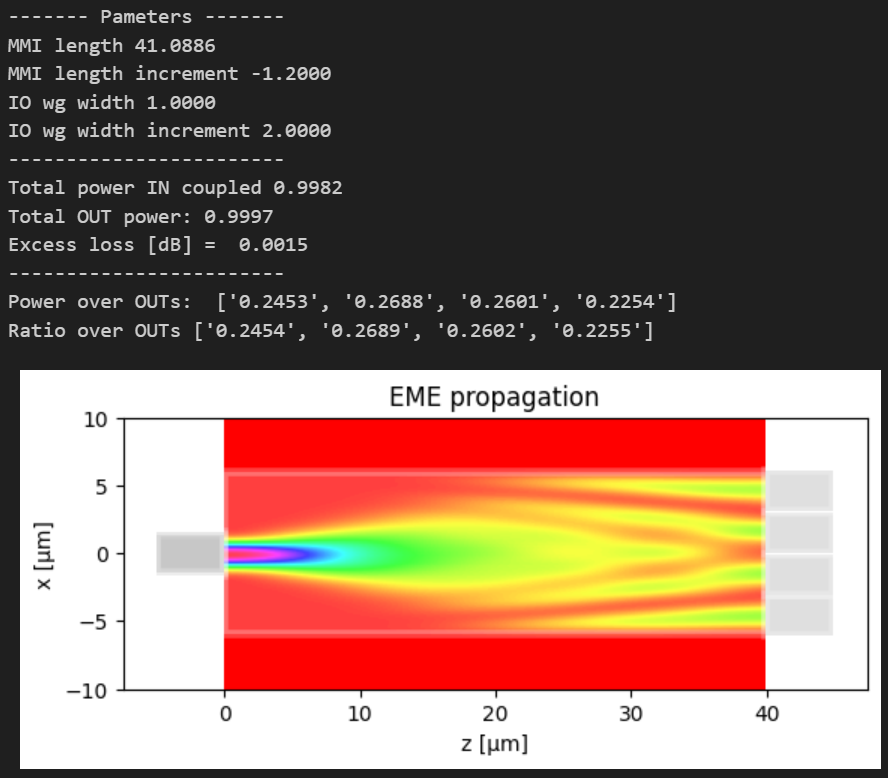 ------- Pameters -------
MMI length 41.0886
MMI length increment -1.2000
IO wg width 1.0000
IO wg width increment 2.0000
------------------------
Total power IN coupled 0.9982
Total OUT power: 0.9997
Excess loss [dB] =  0.0015
------------------------
Power over OUTs:  ['0.2453', '0.2688', '0.2601', '0.2254']
Ratio over OUTs ['0.2454', '0.2689', '0.2602', '0.2255']
EME propagation
10
5
0
−5
−10
x [μm]
0 10 20 30 40
z [μm]